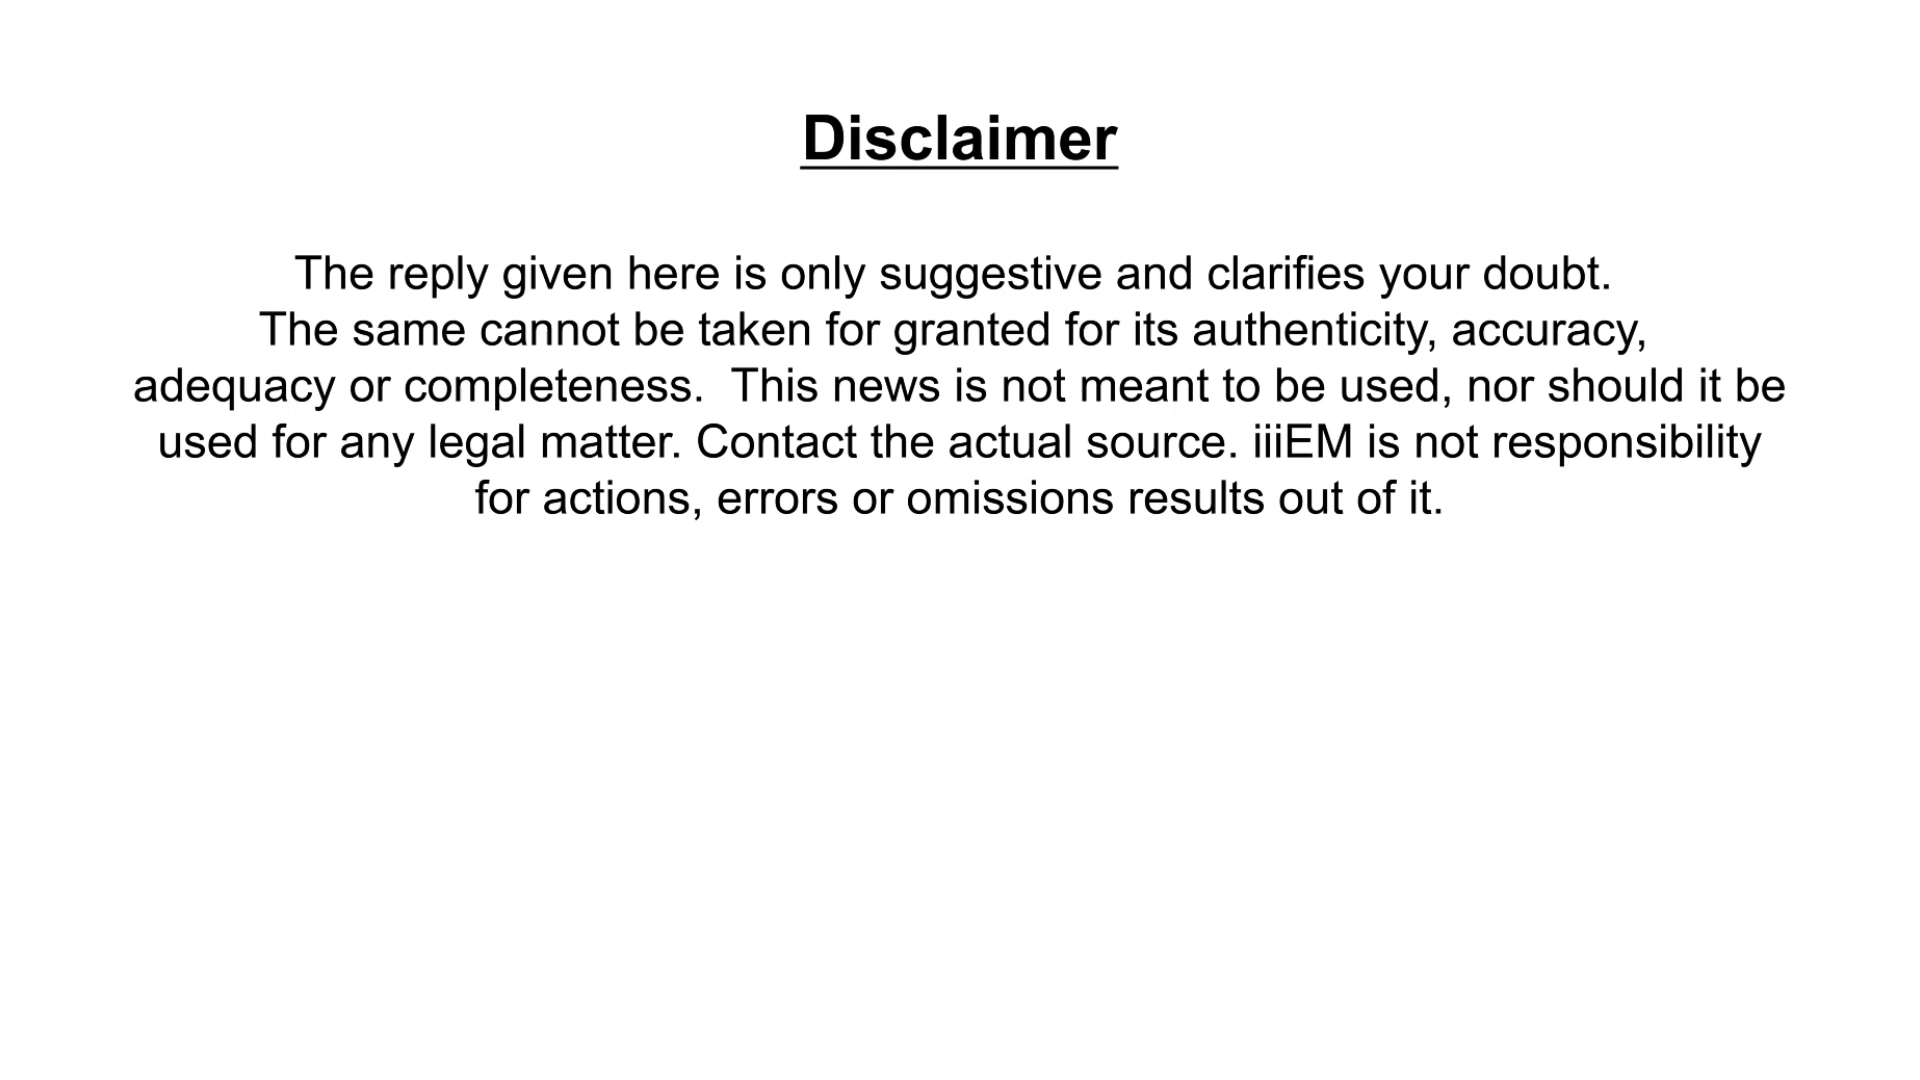 Disclaimer
The reply given here is only suggestive and clarifies your doubt.
The same cannot be taken for granted for its authenticity, accuracy,
adequacy or completeness.  This news is not meant to be used, nor should it be
used for any legal matter. Contact the actual source. iiiEM is not responsibility
for actions, errors or omissions results out of it.